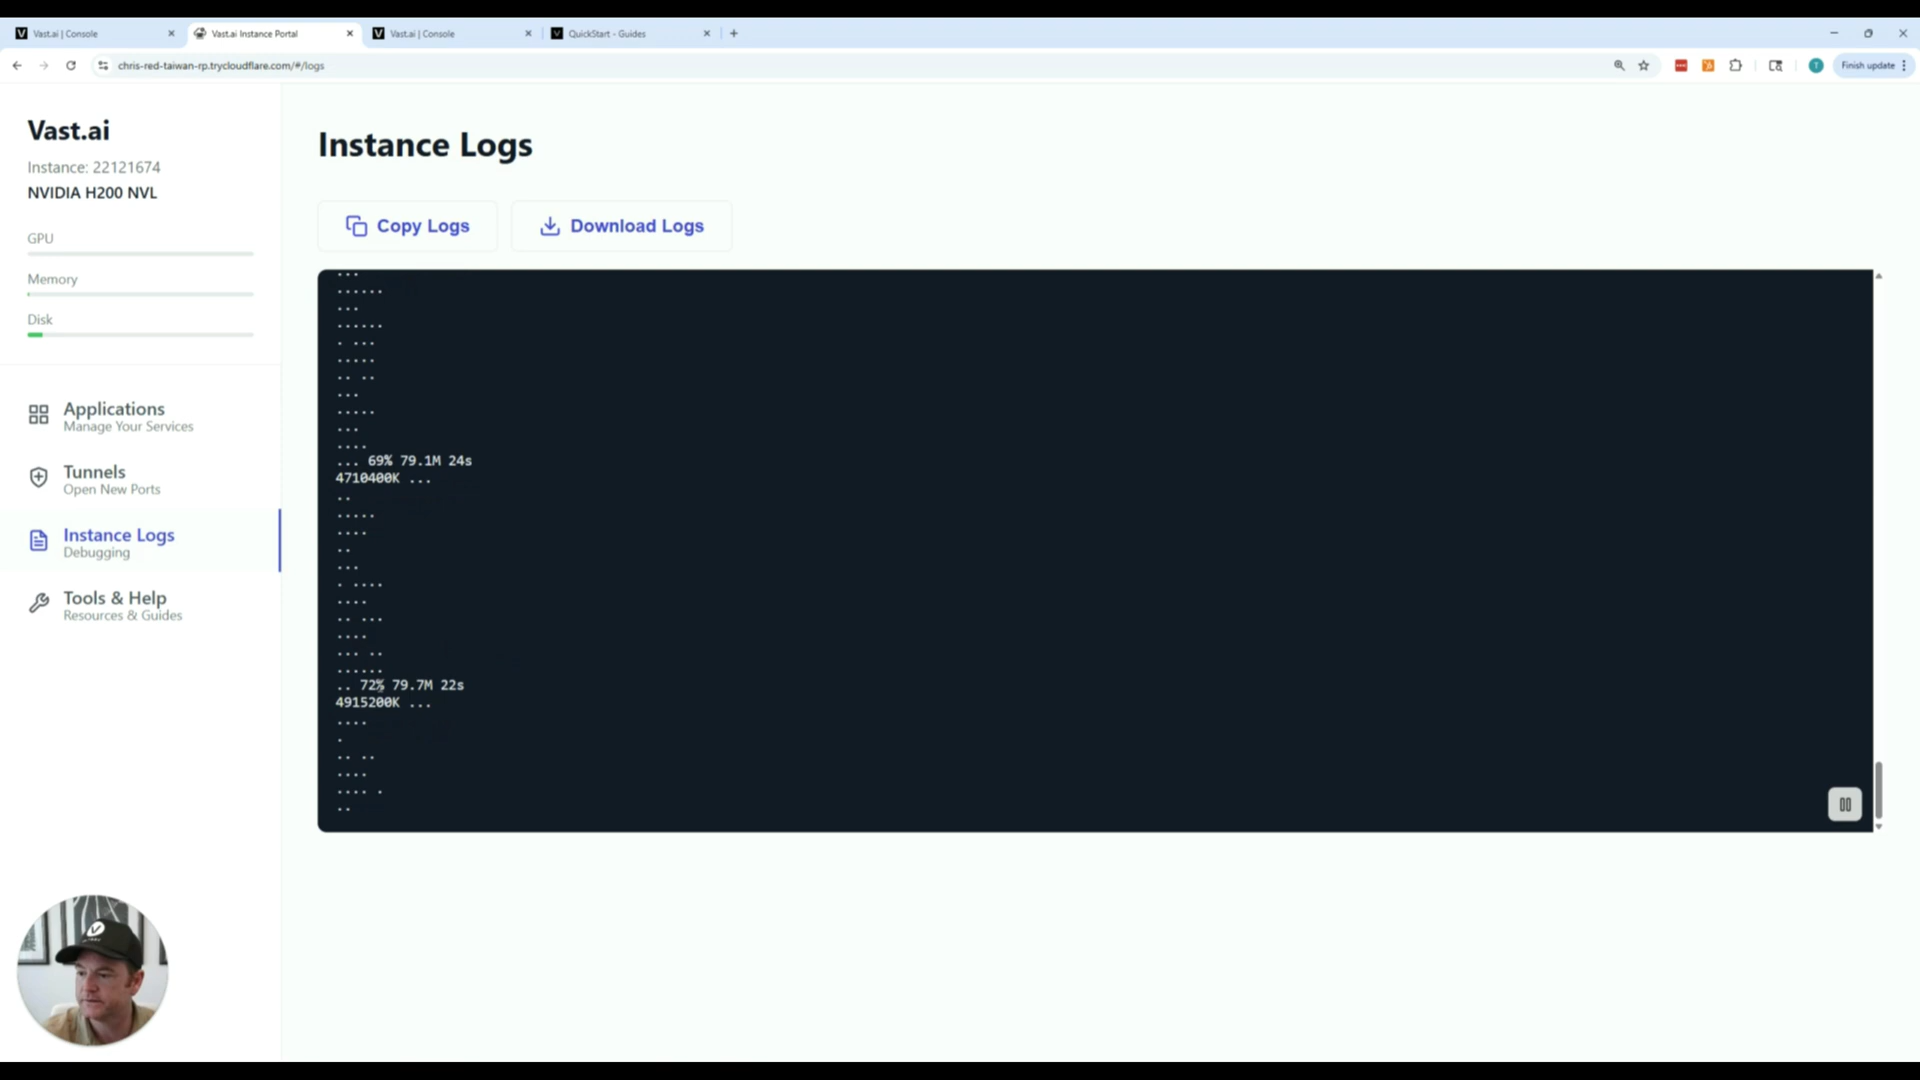 Vast.ai | Console
Vast.ai Instance Portal
Vast.ai | Console
QuickStart - Guides
chris-red-taiwan-rp.trycloudflare.com/#/logs
Finish update
Vast.ai
Instance: 22121674
NVIDIA H200 NVL
GPU
Memory
Disk
Applications
Manage Your Services
Tunnels
Open New Ports
Instance Logs
Debugging
Tools & Help
Resources & Guides
Instance Logs
Copy Logs
Download Logs
...
......
...
......
. ...
.....
.. ..
...
.....
...
....
... 69% 79.1M 24s
4710400K ...
..
.....
....
..
...
. ....
....
.. ...
....
... ..
......
.. 72% 79.7M 22s
4915200K ...
....
.
.. ..
....
.... .
..